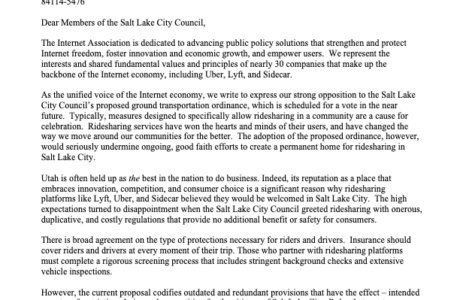 84114-5476
Dear Members of the Salt Lake City Council,
The Internet Association is dedicated to advancing public policy solutions that strengthen and protect
Internet freedom, foster innovation and economic growth, and empower users. We represent the
interests and shared fundamental values and principles of nearly 30 companies that make up the
backbone of the Internet economy, including Uber, Lyft, and Sidecar.
As the unified voice of the Internet economy, we write to express our strong opposition to the Salt Lake
City Council's proposed ground transportation ordinance, which is scheduled for a vote in the near
future. Typically, measures designed to specifically allow ridesharing in a community are a cause for
celebration. Ridesharing services have won the hearts and minds of their users, and have changed the
way we move around our communities for the better. The adoption of the proposed ordinance, however,
would seriously undermine ongoing, good faith efforts to create a permanent home for ridesharing in
Salt Lake City.
Utah is often held up as the best in the nation to do business. Indeed, its reputation as a place that
embraces innovation, competition, and consumer choice is a significant reason why ridesharing
platforms like Lyft, Uber, and Sidecar believed they would be welcomed in Salt Lake City. The high
expectations turned to disappointment when the Salt Lake City Council greeted ridesharing with onerous,
duplicative, and costly regulations that provide no additional benefit or safety for consumers.
There is broad agreement on the type of protections necessary for riders and drivers. Insurance should
cover riders and drivers at every moment of their trip. Those who partner with ridesharing platforms
must complete a rigorous screening process that includes stringent background checks and extensive
vehicle inspections.
However, the current proposal codifies outdated and redundant provisions that have the effect – intended